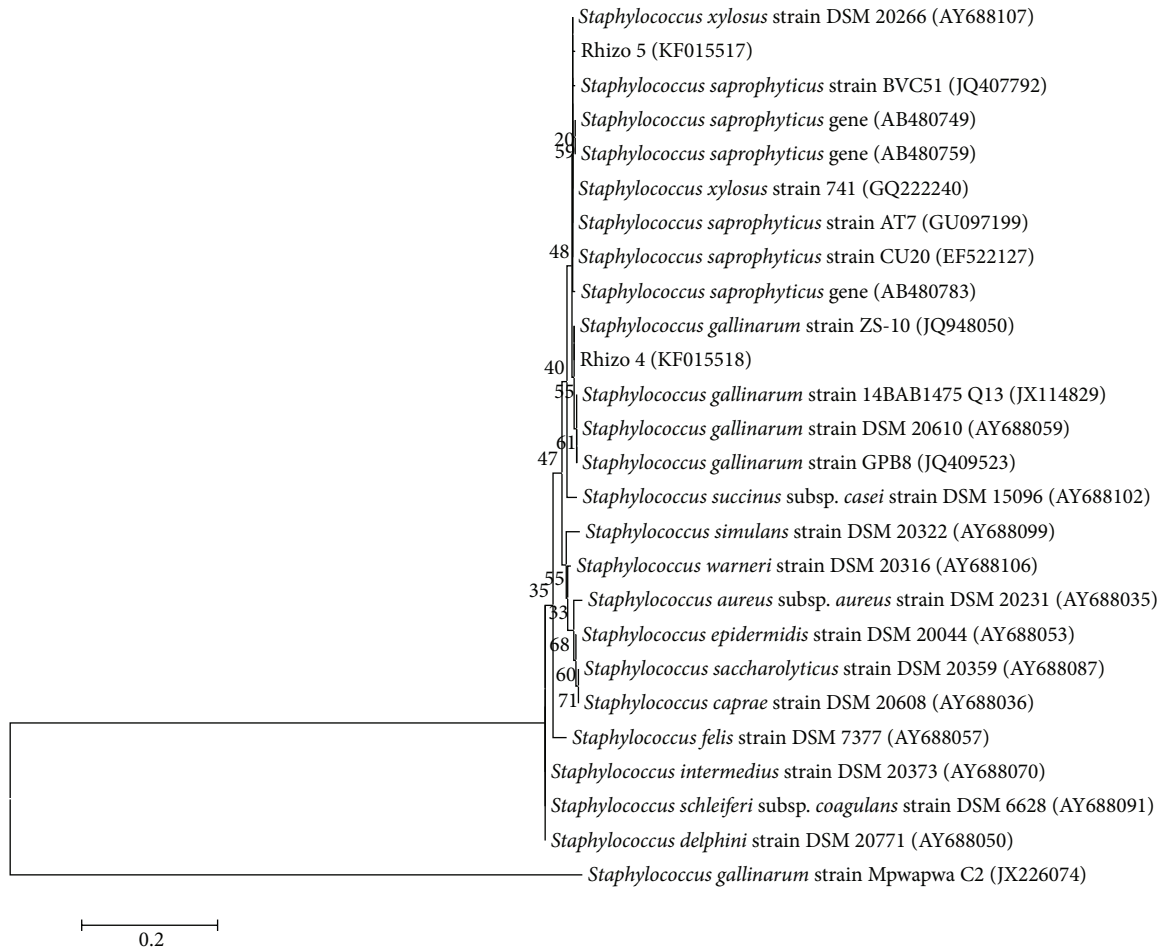 Staphylococcus xylosus strain DSM 20266 (AY688107)
Rhizo 5 (KF015517)
Staphylococcus saprophyticus strain BVC51 (JQ407792)
Staphylococcus saprophyticus gene (AB480749)
20
59
Staphylococcus saprophyticus gene (AB480759)
Staphylococcus xylosus strain 741 (GQ222240)
Staphylococcus saprophyticus strain AT7 (GU097199)
48
Staphylococcus saprophyticus strain CU20 (EF522127)
Staphylococcus saprophyticus gene (AB480783)
Staphylococcus gallinarum strain ZS-10 (JQ948050)
Rhizo 4 (KF015518)
40
55
Staphylococcus gallinarum strain 14BAB1475 Q13 (JX114829)
Staphylococcus gallinarum strain DSM 20610 (AY688059)
61
47
Staphylococcus gallinarum strain GPB8 (JQ409523)
Staphylococcus succinus subsp. casei strain DSM 15096 (AY688102)
Staphylococcus simulans strain DSM 20322 (AY688099)
Staphylococcus warneri strain DSM 20316 (AY688106)
55
35
Staphylococcus aureus subsp. aureus strain DSM 20231 (AY688035)
33
Staphylococcus epidermidis strain DSM 20044 (AY688053)
68
Staphylococcus saccharolyticus strain DSM 20359 (AY688087)
60
71
Staphylococcus caprae strain DSM 20608 (AY688036)
Staphylococcus felis strain DSM 7377 (AY688057)
Staphylococcus intermedius strain DSM 20373 (AY688070)
Staphylococcus schleiferi subsp. coagulans strain DSM 6628 (AY688091)
Staphylococcus delphini strain DSM 20771 (AY688050)
Staphylococcus gallinarum strain Mpwapwa C2 (JX226074)
0.2